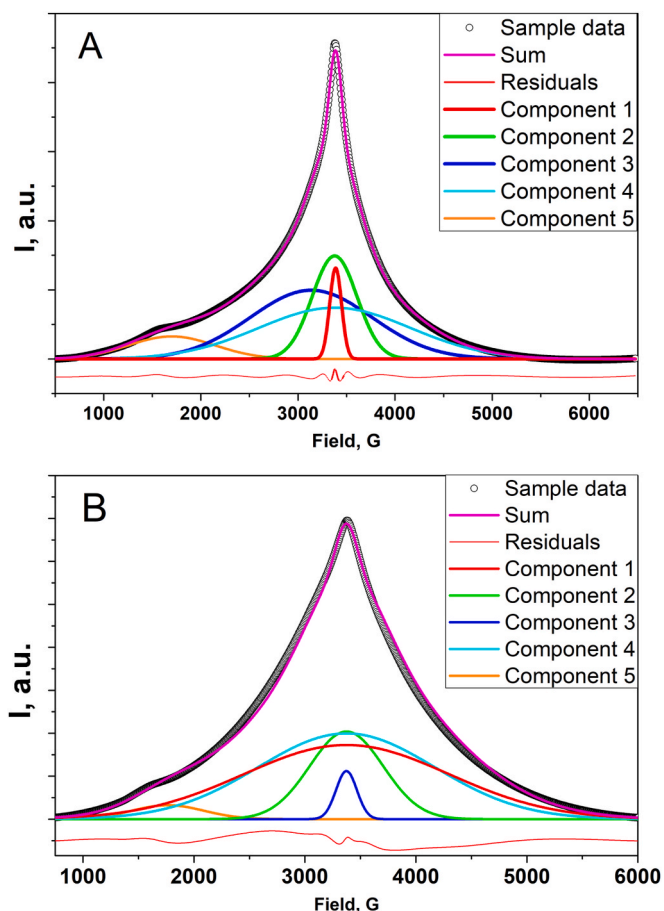 A
Sample data
Sum
Residuals
Component 1
Component 2
Component 3
Component 4
Component 5
I, a.u.
1000 2000 3000 4000 5000 6000
Field, G
B
Sample data
Sum
Residuals
Component 1
Component 2
Component 3
Component 4
Component 5
I, a.u.
1000 2000 3000 4000 5000 6000
Field, G